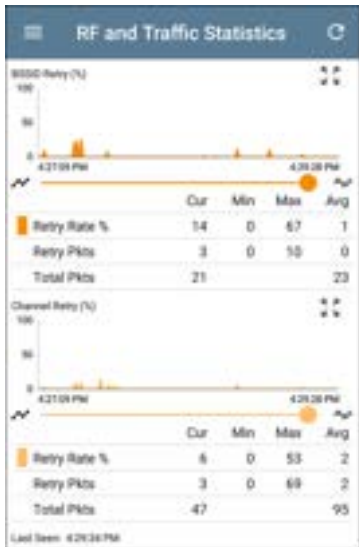 RF and Traffic Statistics
BSSID Retry (%)
100
50
0
4:27:09 PM 4:29:28 PM
Cur Min Max Avg
Retry Rate % 14 0 67 1
Retry Pkts 3 0 10 0
Total Pkts 21 23
Channel Retry (%)
100
50
0
4:27:09 PM 4:29:28 PM
Cur Min Max Avg
Retry Rate % 6 0 53 2
Retry Pkts 3 0 69 2
Total Pkts 47 95
Last Seen: 4:29:34 PM